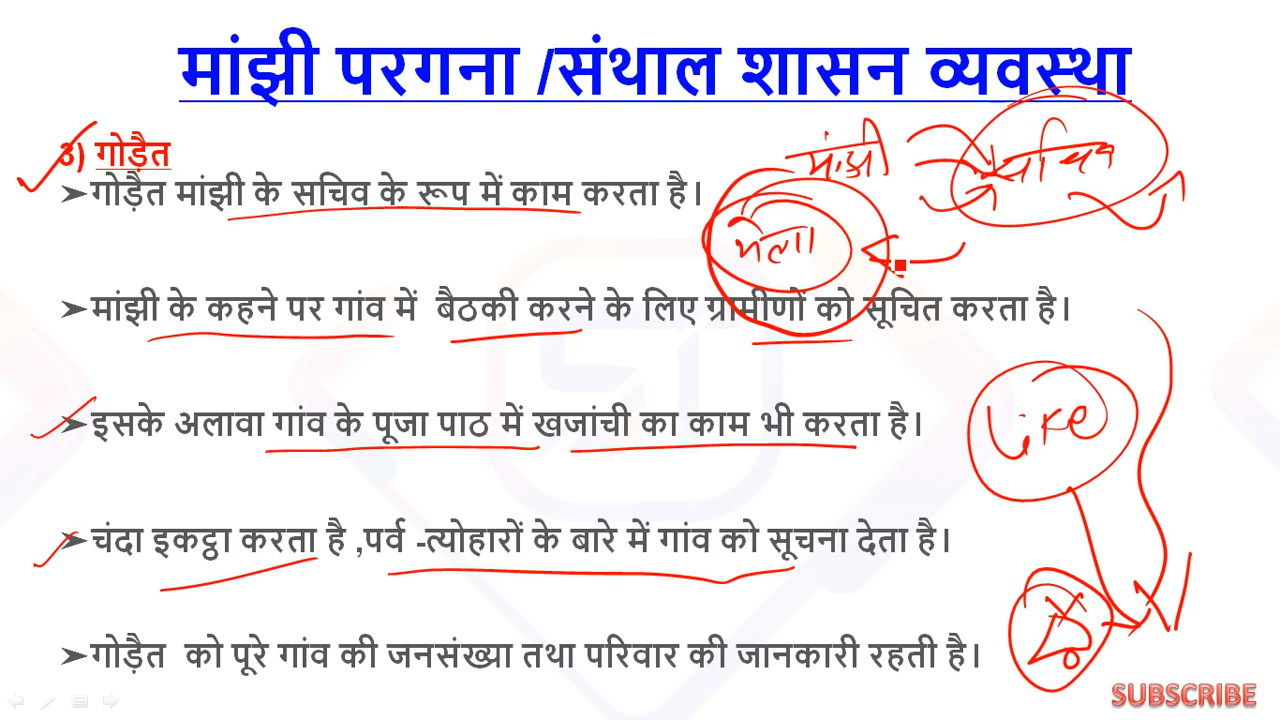 मांझी परगना /संथाल शासन व्यवस्था
3) गोड़ैत
➢गोड़ैत मांझी के सचिव के रूप में काम करता है।
मांझी
सचिव
मेला
➢मांझी के कहने पर गांव में बैठकी करने के लिए ग्रामीणों को सूचित करता है।
➢इसके अलावा गांव के पूजा पाठ में खजांची का काम भी करता है।
Like
➢चंदा इकट्ठा करता है ,पर्व -त्योहारों के बारे में गांव को सूचना देता है।
➢गोड़ैत को पूरे गांव की जनसंख्या तथा परिवार की जानकारी रहती है।
SUBSCRIBE